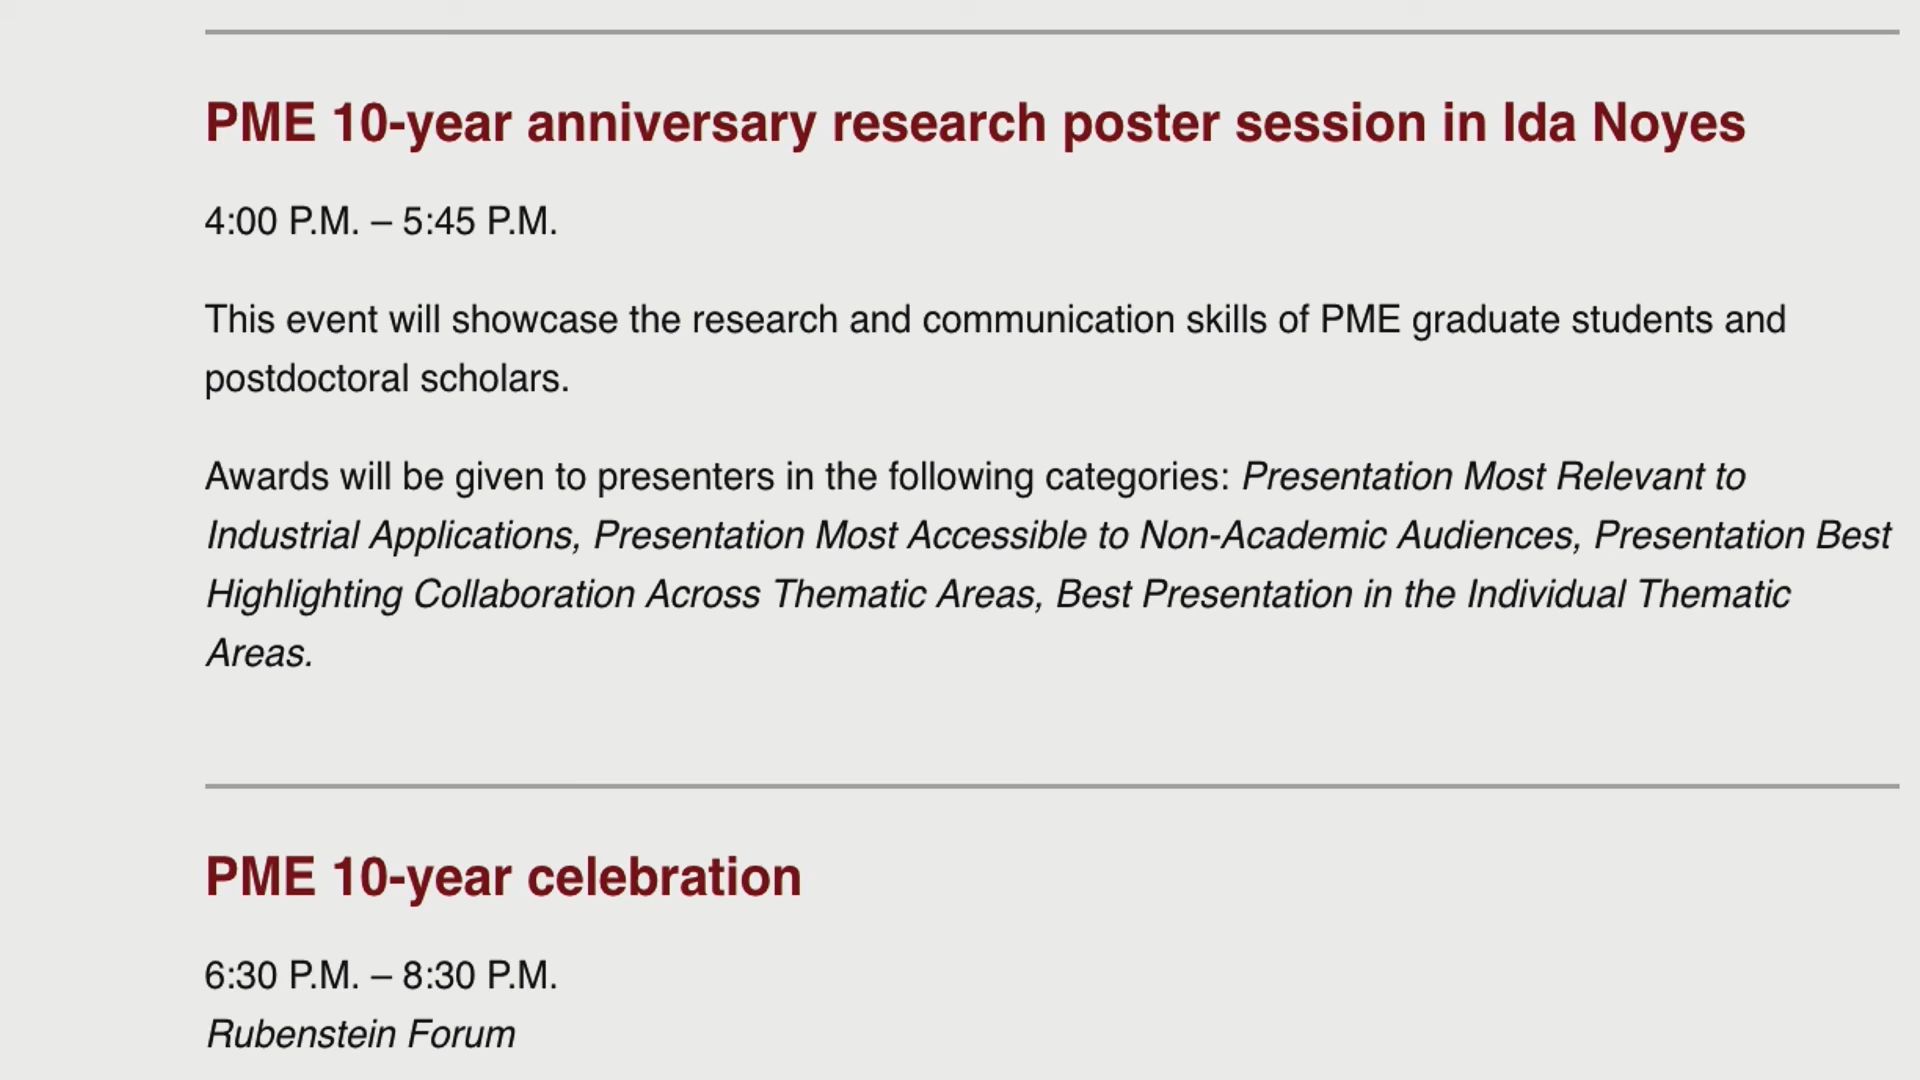 PME 10-year anniversary research poster session in Ida Noyes
4:00 P.M. – 5:45 P.M.
This event will showcase the research and communication skills of PME graduate students and
postdoctoral scholars.
Awards will be given to presenters in the following categories: Presentation Most Relevant to
Industrial Applications, Presentation Most Accessible to Non-Academic Audiences, Presentation Best
Highlighting Collaboration Across Thematic Areas, Best Presentation in the Individual Thematic
Areas.
PME 10-year celebration
6:30 P.M. – 8:30 P.M.
Rubenstein Forum